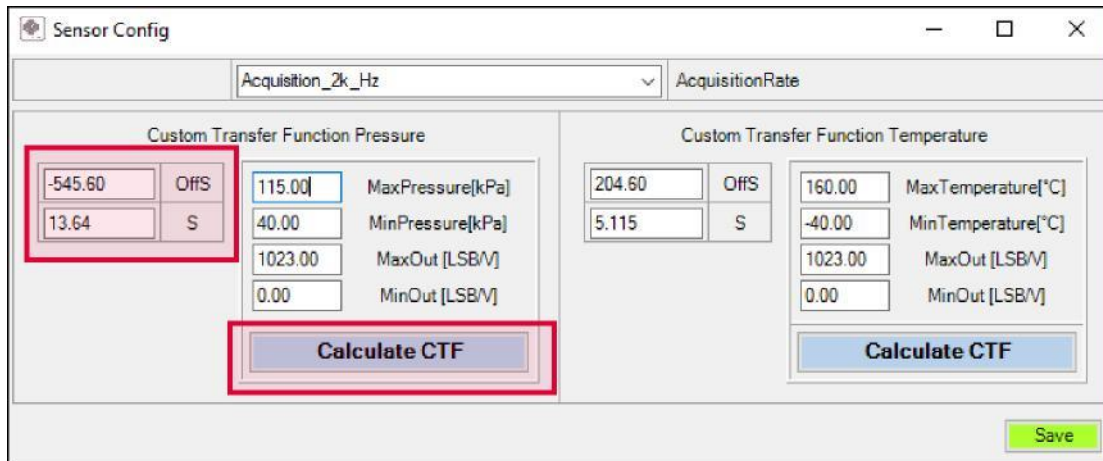 Sensor Config
Acquisition_2k_Hz AcquisitionRate
Custom Transfer Function Pressure
-545.60 OffS
13.64 S
115.00 MaxPressure[kPa]
40.00 MinPressure[kPa]
1023.00 MaxOut [LSB/V]
0.00 MinOut [LSB/V]
Calculate CTF
Custom Transfer Function Temperature
204.60 OffS
5.115 S
160.00 MaxTemperature[°C]
-40.00 MinTemperature[°C]
1023.00 MaxOut [LSB/V]
0.00 MinOut [LSB/V]
Calculate CTF
Save